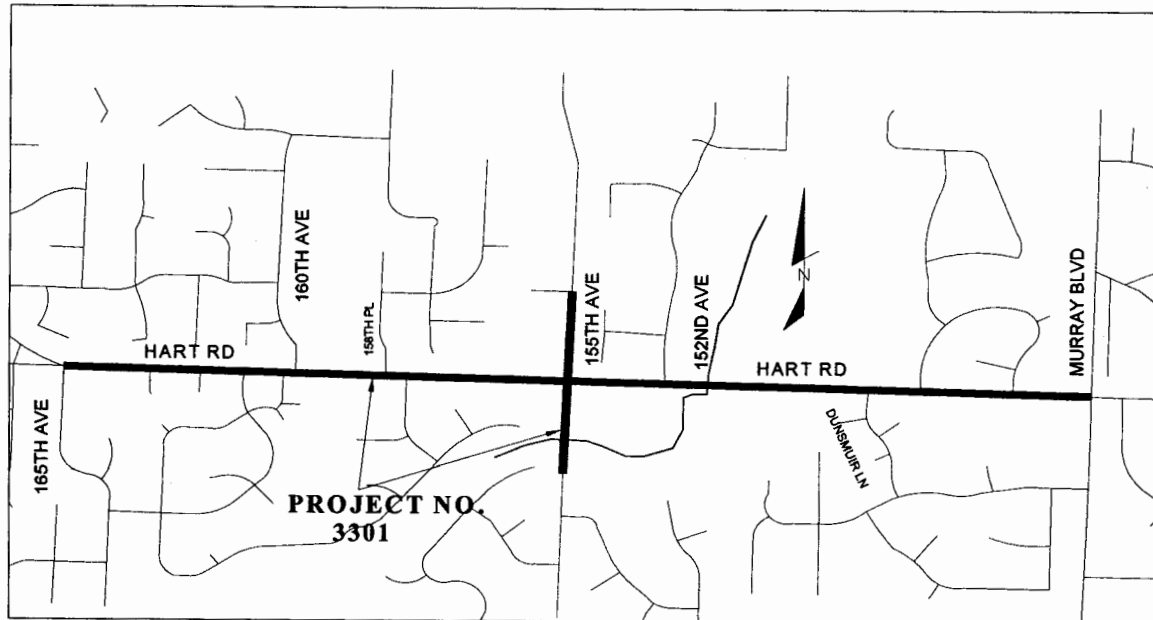 160TH AVE
158TH PL
155TH AVE
152ND AVE
N
MURRAY BLVD
HART RD
HART RD
165TH AVE
DUNSMUIR LN
PROJECT NO.
3301